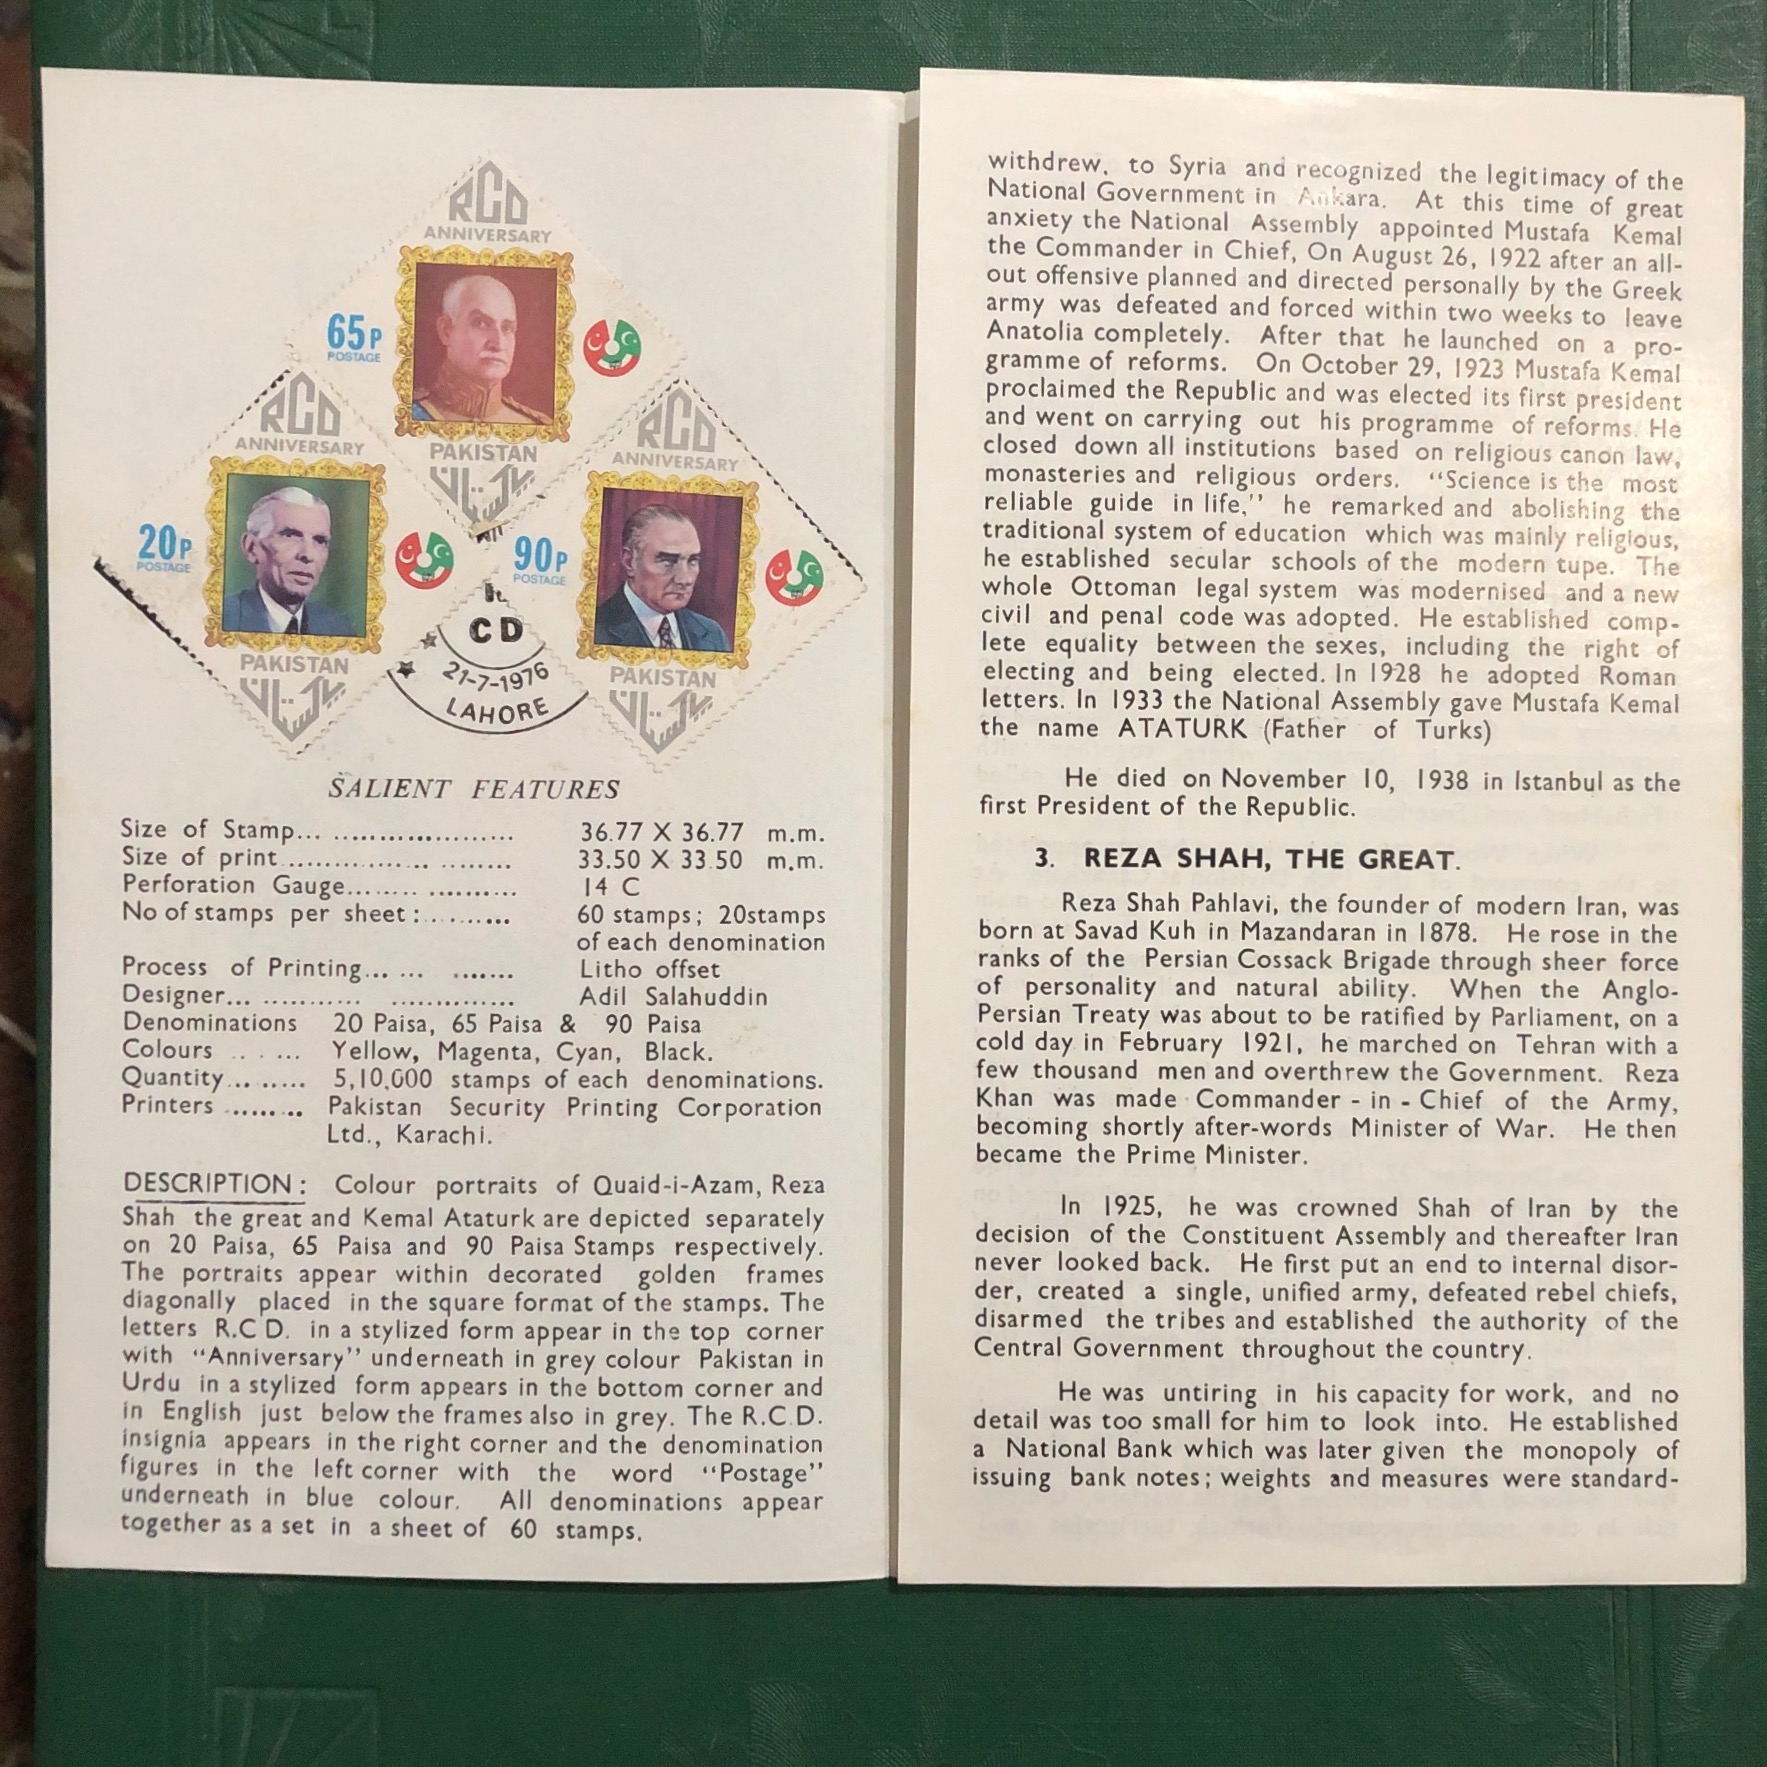 RCD
ANNIVERSARY
65P
POSTAGE
PAKISTAN
پاکستان
RCD
ANNIVERSARY
20P
POSTAGE
PAKISTAN
پاکستان
RCD
ANNIVERSARY
90P
POSTAGE
PAKISTAN
پاکستان
CD
21-7-1976
LAHORE
SALIENT FEATURES
Size of Stamp... ..................... 36.77 X 36.77 m.m.
Size of print ................. ........ 33.50 X 33.50 m.m.
Perforation Gauge........ .......... 14 C
No of stamps per sheet :.......... 60 stamps; 20stamps
of each denomination
Process of Printing... ... ....... Litho offset
Designer... ........... .............. Adil Salahuddin
Denominations 20 Paisa, 65 Paisa & 90 Paisa
Colours .. . ... Yellow, Magenta, Cyan, Black.
Quantity... ...... 5,10,000 stamps of each denominations.
Printers ......... Pakistan Security Printing Corporation
Ltd., Karachi.
DESCRIPTION : Colour portraits of Quaid-i-Azam, Reza
Shah the great and Kemal Ataturk are depicted separately
on 20 Paisa, 65 Paisa and 90 Paisa Stamps respectively.
The portraits appear within decorated golden frames
diagonally placed in the square format of the stamps. The
letters R.C D. in a stylized form appear in the top corner
with “Anniversary” underneath in grey colour Pakistan in
Urdu in a stylized form appears in the bottom corner and
in English just below the frames also in grey. The R.C.D.
insignia appears in the right corner and the denomination
figures in the left corner with the word “Postage”
underneath in blue colour. All denominations appear
together as a set in a sheet of 60 stamps.
withdrew, to Syria and recognized the legitimacy of the
National Government in Ankara. At this time of great
anxiety the National Assembly appointed Mustafa Kemal
the Commander in Chief, On August 26, 1922 after an all-
out offensive planned and directed personally by the Greek
army was defeated and forced within two weeks to leave
Anatolia completely. After that he launched on a pro-
gramme of reforms. On October 29, 1923 Mustafa Kemal
proclaimed the Republic and was elected its first president
and went on carrying out his programme of reforms. He
closed down all institutions based on religious canon law,
monasteries and religious orders. “Science is the most
reliable guide in life,” he remarked and abolishing the
traditional system of education which was mainly religious,
he established secular schools of the modern tupe. The
whole Ottoman legal system was modernised and a new
civil and penal code was adopted. He established comp-
lete equality between the sexes, including the right of
electing and being elected. In 1928 he adopted Roman
letters. In 1933 the National Assembly gave Mustafa Kemal
the name ATATURK (Father of Turks)
He died on November 10, 1938 in Istanbul as the
first President of the Republic.
3. REZA SHAH, THE GREAT.
Reza Shah Pahlavi, the founder of modern Iran, was
born at Savad Kuh in Mazandaran in 1878. He rose in the
ranks of the Persian Cossack Brigade through sheer force
of personality and natural ability. When the Anglo-
Persian Treaty was about to be ratified by Parliament, on a
cold day in February 1921, he marched on Tehran with a
few thousand men and overthrew the Government. Reza
Khan was made Commander - in - Chief of the Army,
becoming shortly after-words Minister of War. He then
became the Prime Minister.
In 1925, he was crowned Shah of Iran by the
decision of the Constituent Assembly and thereafter Iran
never looked back. He first put an end to internal disor-
der, created a single, unified army, defeated rebel chiefs,
disarmed the tribes and established the authority of the
Central Government throughout the country.
He was untiring in his capacity for work, and no
detail was too small for him to look into. He established
a National Bank which was later given the monopoly of
issuing bank notes; weights and measures were standard-